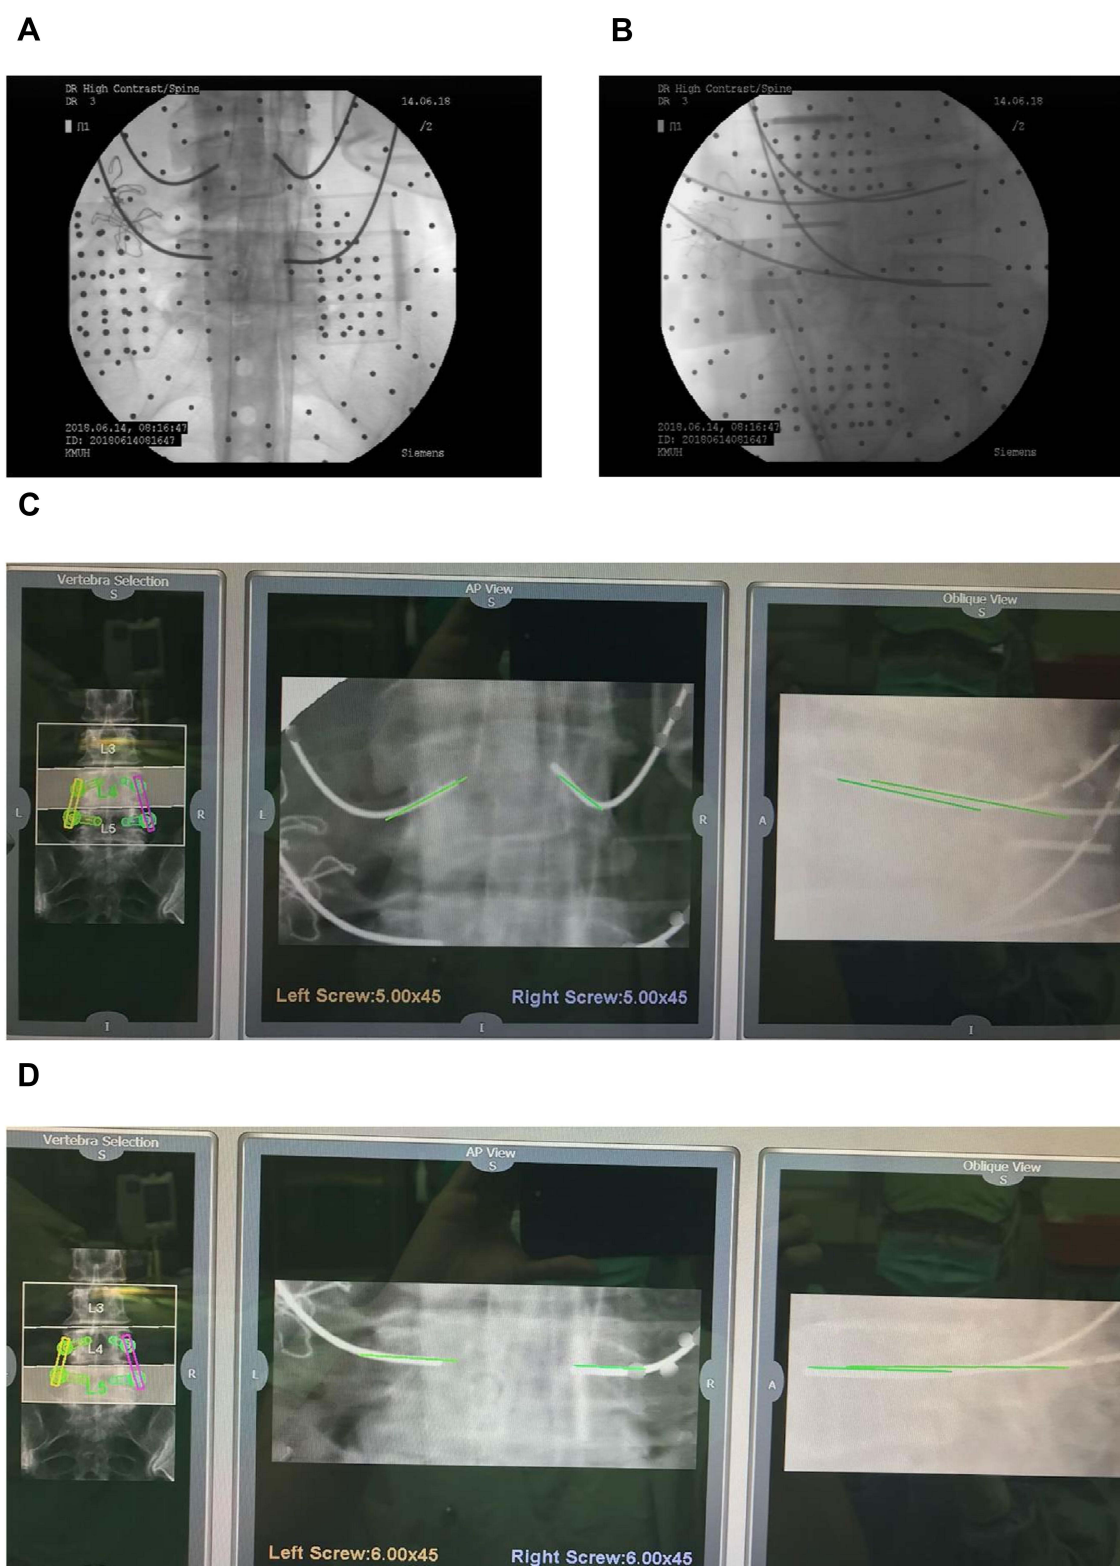 A
DR High Contrast/Spine
DR 3
14.06.18
/2
2018.06.14, 08:16:47
ID: 20180614081647
KMUH
Siemens
B
DR High Contrast/Spine
DR 3
14.06.18
/2
2018.06.14, 08:16:47
ID: 20180614081647
KMUH
Siemens
C
Vertebra Selection
S
L3
L4
L5
L
R
I
AP View
S
L
R
Left Screw:5.00x45
Right Screw:5.00x45
I
Oblique View
S
A
I
D
Vertebra Selection
S
L3
L4
L5
R
AP View
S
L
R
Left Screw:6.00x45
Right Screw:6.00x45
Oblique View
S
A